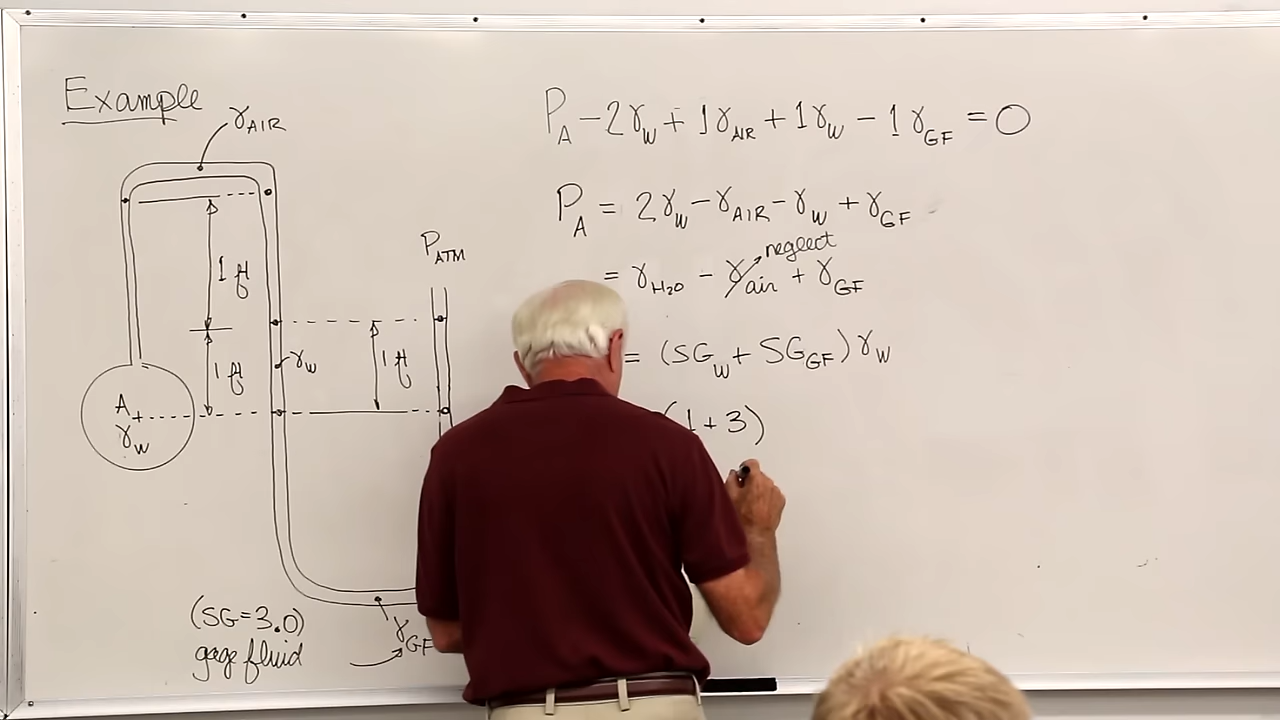 Example
γAIR
1 ft
1 ft
A
γW
γW
1 ft
PATM
(SG=3.0)
gage fluid
γGF
PA − 2γW + 1γAIR + 1γW − 1γGF = 0
PA = 2γW − γAIR − γW + γGF
= γH2O − γair + γGF
neglect
= (SGW + SGGF) γW
(1 + 3)